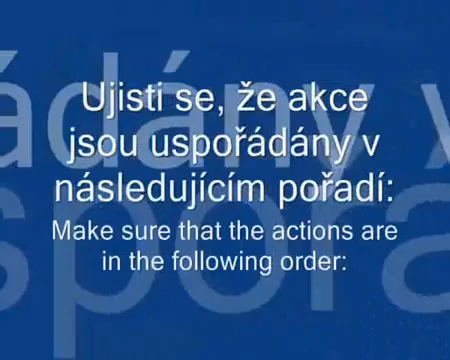 Ujisti se, že akce
jsou uspořádány v
následujícím pořadí:
Make sure that the actions are
in the following order: